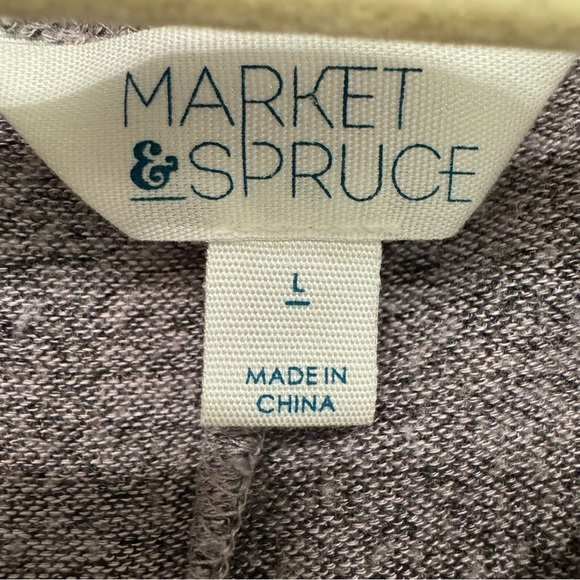 MARKET
& SPRUCE
L
MADE IN
CHINA